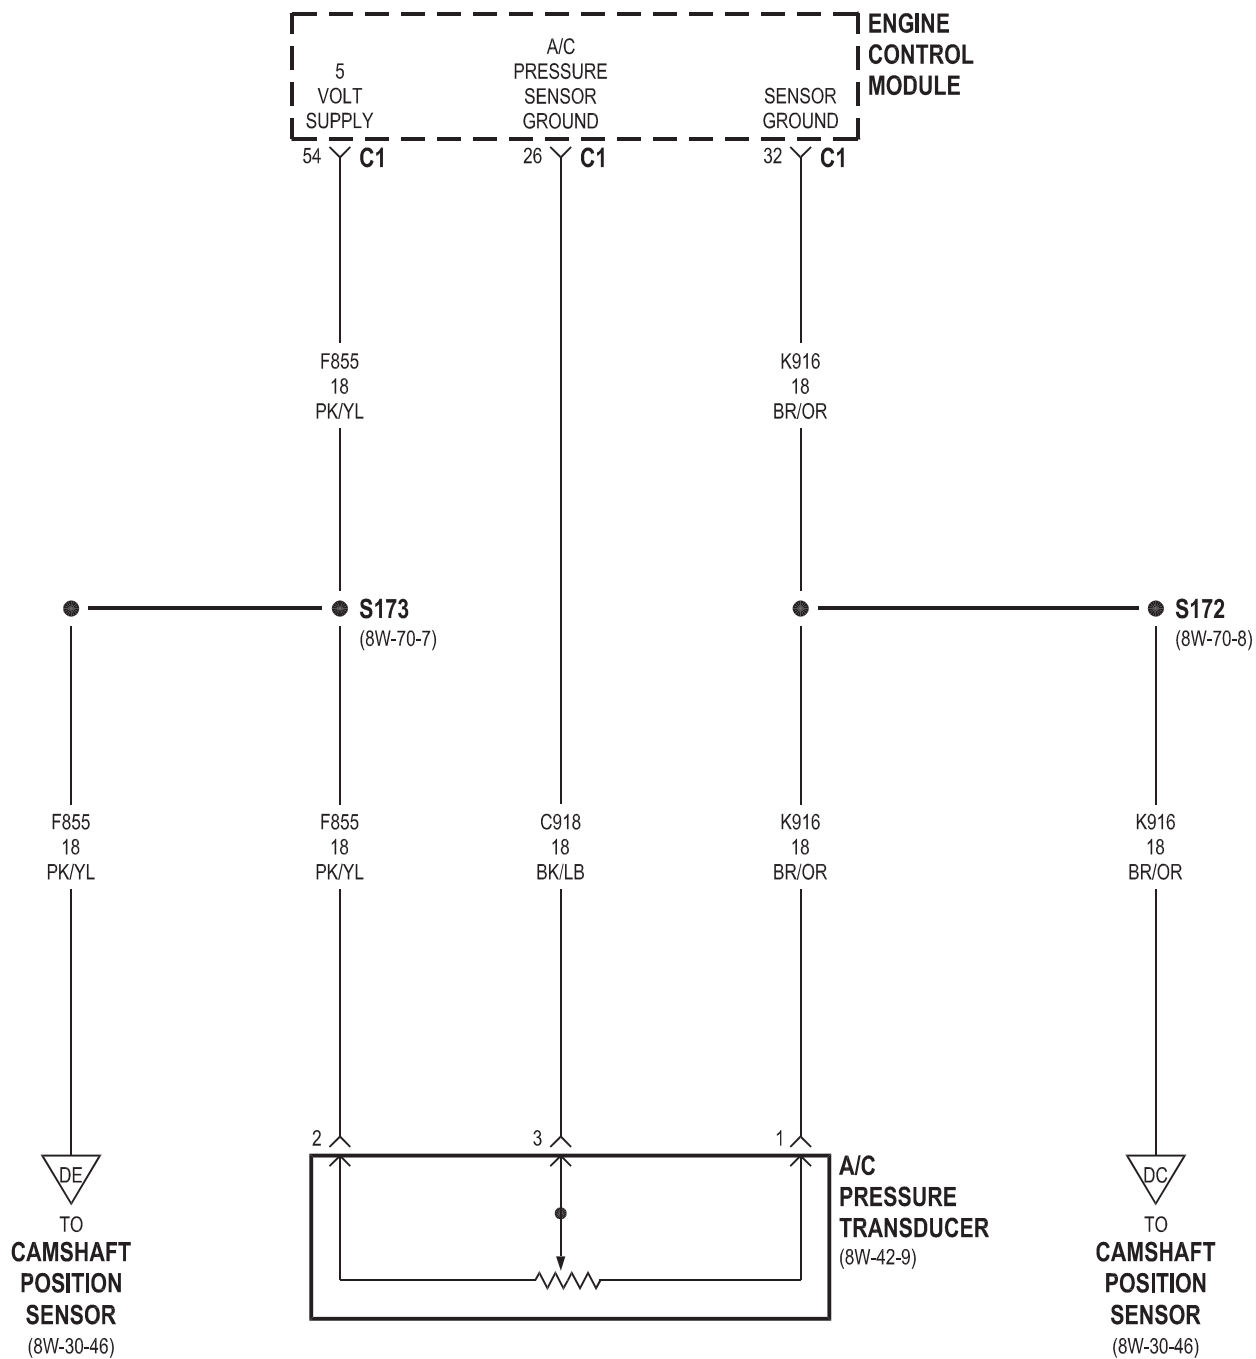 ENGINE
CONTROL
MODULE
5
VOLT
SUPPLY
A/C
PRESSURE
SENSOR
GROUND
SENSOR
GROUND
54 C1
26 C1
32 C1
F855
18
PK/YL
K916
18
BR/OR
S173
(8W-70-7)
S172
(8W-70-8)
F855
18
PK/YL
F855
18
PK/YL
C918
18
BK/LB
K916
18
BR/OR
K916
18
BR/OR
2
3
1
A/C
PRESSURE
TRANSDUCER
(8W-42-9)
DE
TO
CAMSHAFT
POSITION
SENSOR
(8W-30-46)
DC
TO
CAMSHAFT
POSITION
SENSOR
(8W-30-46)